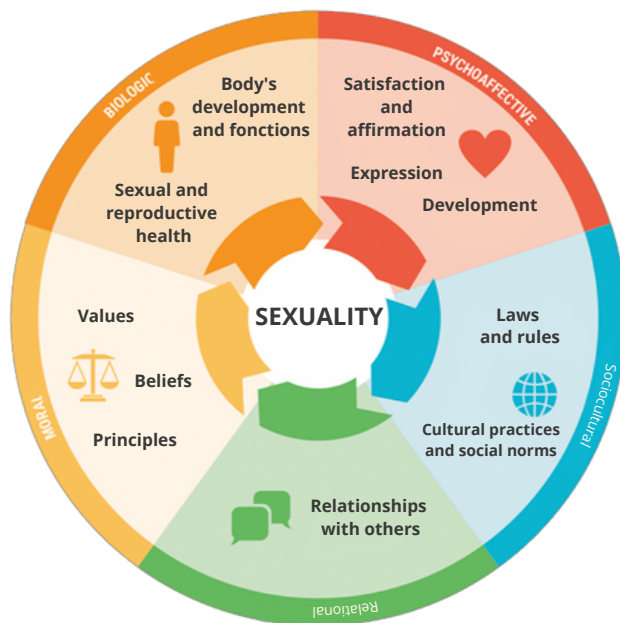 BIOLOGIC
Body's
development
and fonctions
Sexual and
reproductive
health
PSYCHOAFFECTIVE
Satisfaction
and
affirmation
Expression
Development
SEXUALITY
Values
Beliefs
Principles
MORAL
Laws
and rules
Cultural practices
and social norms
Sociocultural
Relationships
with others
Relational